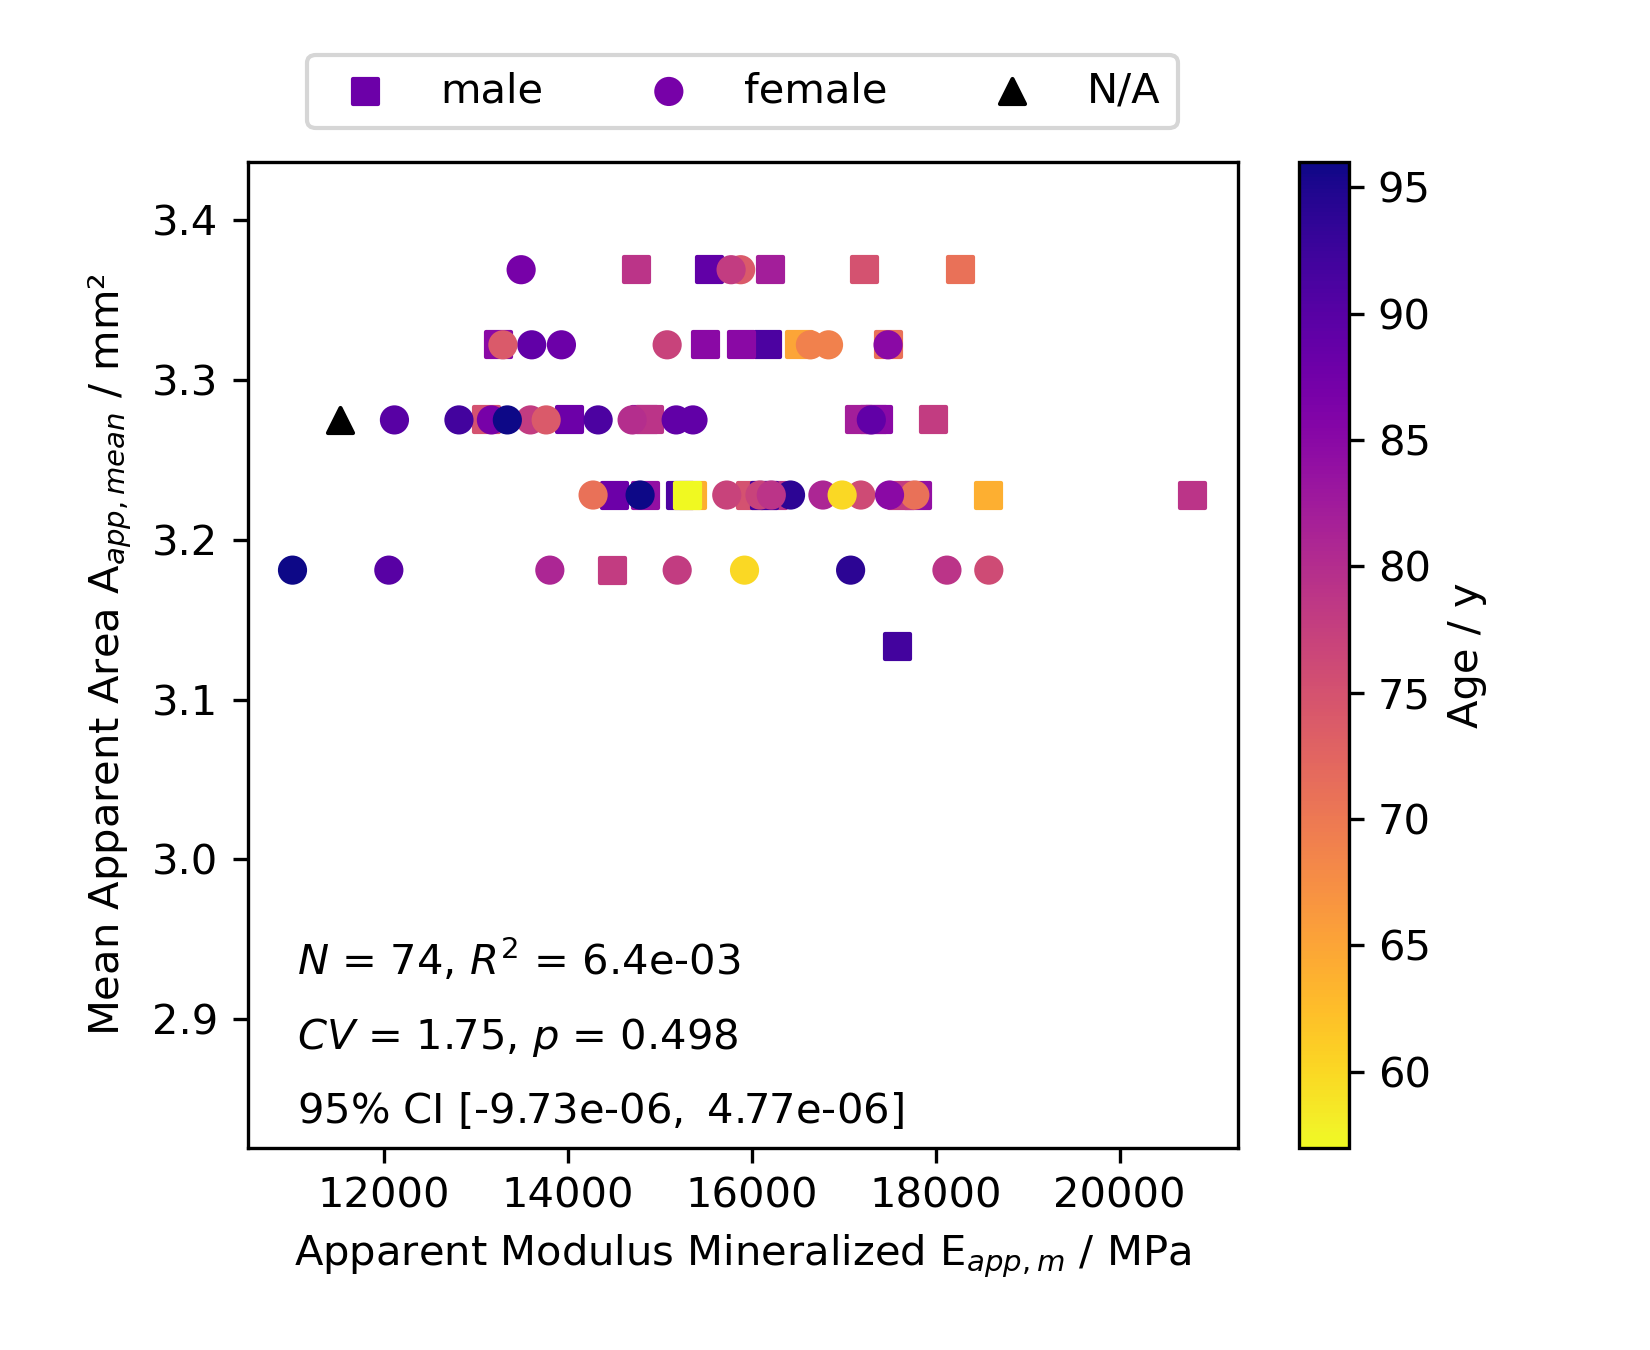 male female N/A
3.4
3.3
3.2
3.1
3.0
2.9
Mean Apparent Area A_app,mean / mm²
N = 74, R² = 6.4e-03
CV = 1.75, p = 0.498
95% CI [-9.73e-06, 4.77e-06]
12000 14000 16000 18000 20000
Apparent Modulus Mineralized E_app,m / MPa
95
90
85
80
75
70
65
60
Age / y